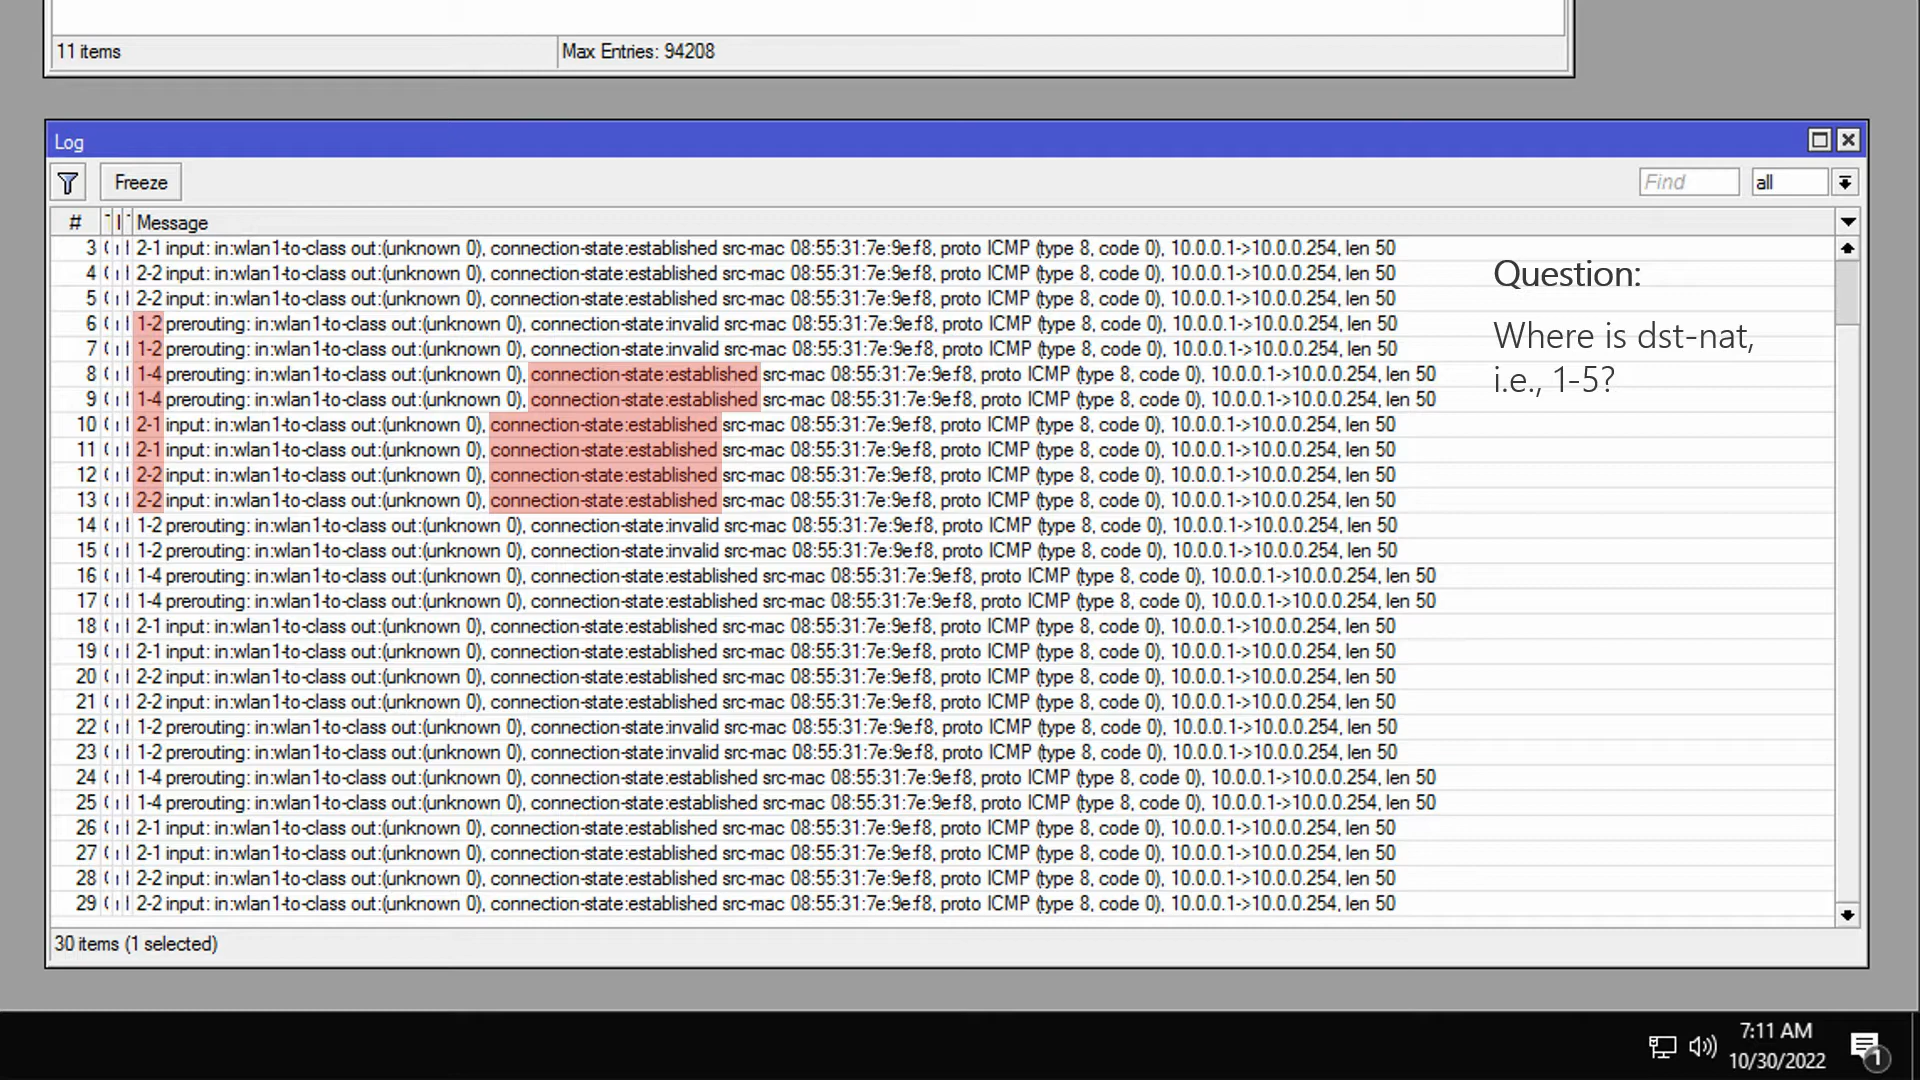 11 items
Max Entries: 94208
Log
Freeze
Find
all
#
Message
3 2-1 input: in:wlan1-to-class out:(unknown 0), connection-state:established src-mac 08:55:31:7e:9e:f8, proto ICMP (type 8, code 0), 10.0.0.1->10.0.0.254, len 50
4 2-2 input: in:wlan1-to-class out:(unknown 0), connection-state:established src-mac 08:55:31:7e:9e:f8, proto ICMP (type 8, code 0), 10.0.0.1->10.0.0.254, len 50
5 2-2 input: in:wlan1-to-class out:(unknown 0), connection-state:established src-mac 08:55:31:7e:9e:f8, proto ICMP (type 8, code 0), 10.0.0.1->10.0.0.254, len 50
6 1-2 prerouting: in:wlan1-to-class out:(unknown 0), connection-state:invalid src-mac 08:55:31:7e:9e:f8, proto ICMP (type 8, code 0), 10.0.0.1->10.0.0.254, len 50
7 1-2 prerouting: in:wlan1-to-class out:(unknown 0), connection-state:invalid src-mac 08:55:31:7e:9e:f8, proto ICMP (type 8, code 0), 10.0.0.1->10.0.0.254, len 50
8 1-4 prerouting: in:wlan1-to-class out:(unknown 0), connection-state:established src-mac 08:55:31:7e:9e:f8, proto ICMP (type 8, code 0), 10.0.0.1->10.0.0.254, len 50
9 1-4 prerouting: in:wlan1-to-class out:(unknown 0), connection-state:established src-mac 08:55:31:7e:9e:f8, proto ICMP (type 8, code 0), 10.0.0.1->10.0.0.254, len 50
10 2-1 input: in:wlan1-to-class out:(unknown 0), connection-state:established src-mac 08:55:31:7e:9e:f8, proto ICMP (type 8, code 0), 10.0.0.1->10.0.0.254, len 50
11 2-1 input: in:wlan1-to-class out:(unknown 0), connection-state:established src-mac 08:55:31:7e:9e:f8, proto ICMP (type 8, code 0), 10.0.0.1->10.0.0.254, len 50
12 2-2 input: in:wlan1-to-class out:(unknown 0), connection-state:established src-mac 08:55:31:7e:9e:f8, proto ICMP (type 8, code 0), 10.0.0.1->10.0.0.254, len 50
13 2-2 input: in:wlan1-to-class out:(unknown 0), connection-state:established src-mac 08:55:31:7e:9e:f8, proto ICMP (type 8, code 0), 10.0.0.1->10.0.0.254, len 50
14 1-2 prerouting: in:wlan1-to-class out:(unknown 0), connection-state:invalid src-mac 08:55:31:7e:9e:f8, proto ICMP (type 8, code 0), 10.0.0.1->10.0.0.254, len 50
15 1-2 prerouting: in:wlan1-to-class out:(unknown 0), connection-state:invalid src-mac 08:55:31:7e:9e:f8, proto ICMP (type 8, code 0), 10.0.0.1->10.0.0.254, len 50
16 1-4 prerouting: in:wlan1-to-class out:(unknown 0), connection-state:established src-mac 08:55:31:7e:9e:f8, proto ICMP (type 8, code 0), 10.0.0.1->10.0.0.254, len 50
17 1-4 prerouting: in:wlan1-to-class out:(unknown 0), connection-state:established src-mac 08:55:31:7e:9e:f8, proto ICMP (type 8, code 0), 10.0.0.1->10.0.0.254, len 50
18 2-1 input: in:wlan1-to-class out:(unknown 0), connection-state:established src-mac 08:55:31:7e:9e:f8, proto ICMP (type 8, code 0), 10.0.0.1->10.0.0.254, len 50
19 2-1 input: in:wlan1-to-class out:(unknown 0), connection-state:established src-mac 08:55:31:7e:9e:f8, proto ICMP (type 8, code 0), 10.0.0.1->10.0.0.254, len 50
20 2-2 input: in:wlan1-to-class out:(unknown 0), connection-state:established src-mac 08:55:31:7e:9e:f8, proto ICMP (type 8, code 0), 10.0.0.1->10.0.0.254, len 50
21 2-2 input: in:wlan1-to-class out:(unknown 0), connection-state:established src-mac 08:55:31:7e:9e:f8, proto ICMP (type 8, code 0), 10.0.0.1->10.0.0.254, len 50
22 1-2 prerouting: in:wlan1-to-class out:(unknown 0), connection-state:invalid src-mac 08:55:31:7e:9e:f8, proto ICMP (type 8, code 0), 10.0.0.1->10.0.0.254, len 50
23 1-2 prerouting: in:wlan1-to-class out:(unknown 0), connection-state:invalid src-mac 08:55:31:7e:9e:f8, proto ICMP (type 8, code 0), 10.0.0.1->10.0.0.254, len 50
24 1-4 prerouting: in:wlan1-to-class out:(unknown 0), connection-state:established src-mac 08:55:31:7e:9e:f8, proto ICMP (type 8, code 0), 10.0.0.1->10.0.0.254, len 50
25 1-4 prerouting: in:wlan1-to-class out:(unknown 0), connection-state:established src-mac 08:55:31:7e:9e:f8, proto ICMP (type 8, code 0), 10.0.0.1->10.0.0.254, len 50
26 2-1 input: in:wlan1-to-class out:(unknown 0), connection-state:established src-mac 08:55:31:7e:9e:f8, proto ICMP (type 8, code 0), 10.0.0.1->10.0.0.254, len 50
27 2-1 input: in:wlan1-to-class out:(unknown 0), connection-state:established src-mac 08:55:31:7e:9e:f8, proto ICMP (type 8, code 0), 10.0.0.1->10.0.0.254, len 50
28 2-2 input: in:wlan1-to-class out:(unknown 0), connection-state:established src-mac 08:55:31:7e:9e:f8, proto ICMP (type 8, code 0), 10.0.0.1->10.0.0.254, len 50
29 2-2 input: in:wlan1-to-class out:(unknown 0), connection-state:established src-mac 08:55:31:7e:9e:f8, proto ICMP (type 8, code 0), 10.0.0.1->10.0.0.254, len 50
Question:
Where is dst-nat,
i.e., 1-5?
30 items (1 selected)
7:11 AM
10/30/2022
1